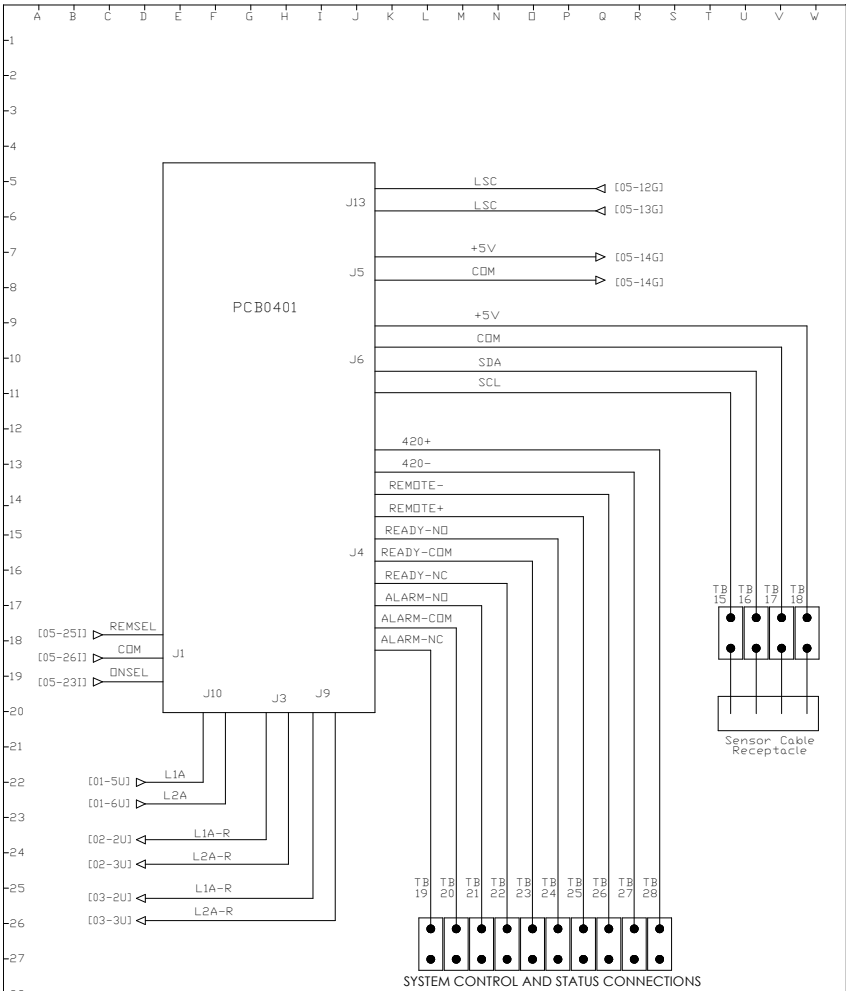 A B C D E F G H I J K L M N O P Q R S T U V W
1
2
3
4
5
LSC [05-12G]
J13
6
LSC [05-13G]
7
+5V [05-14G]
J5
8
COM [05-14G]
PCB0401
9
+5V
COM
10
J6
SDA
11
SCL
12
420+
13
420-
14
REMOTE-
REMOTE+
15
READY-NO
J4
READY-COM
16
READY-NC
17
ALARM-NO
TB 15
TB 16
TB 17
TB 18
ALARM-COM
18
[05-25I] REMSEL
ALARM-NC
[05-26I] COM
J1
19
[05-23I] ONSEL
J10 J3 J9
20
Sensor Cable
Receptacle
21
22
[01-5U] L1A
[01-6U] L2A
23
[02-2U] L1A-R
24
[02-3U] L2A-R
25
[03-2U] L1A-R
TB 19
TB 20
TB 21
TB 22
TB 23
TB 24
TB 25
TB 26
TB 27
TB 28
[03-3U] L2A-R
26
27
SYSTEM CONTROL AND STATUS CONNECTIONS